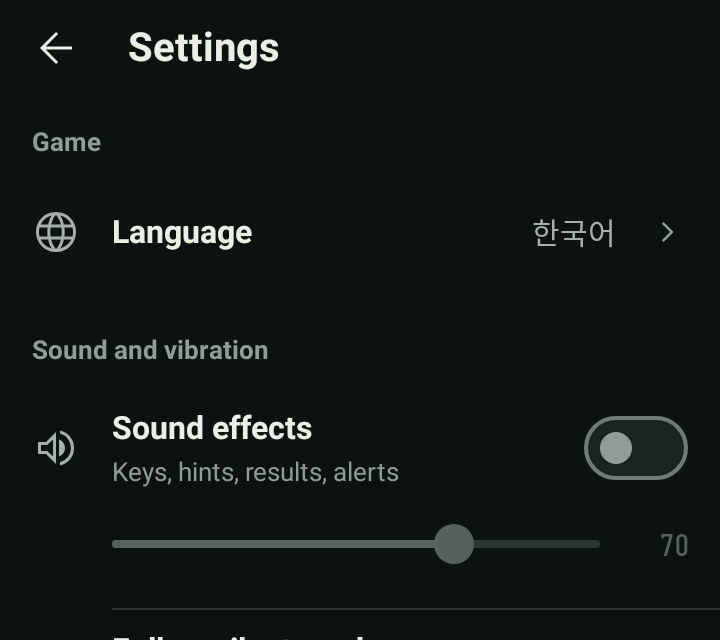 Settings
Game
Language 한국어
Sound and vibration
Sound effects
Keys, hints, results, alerts
70